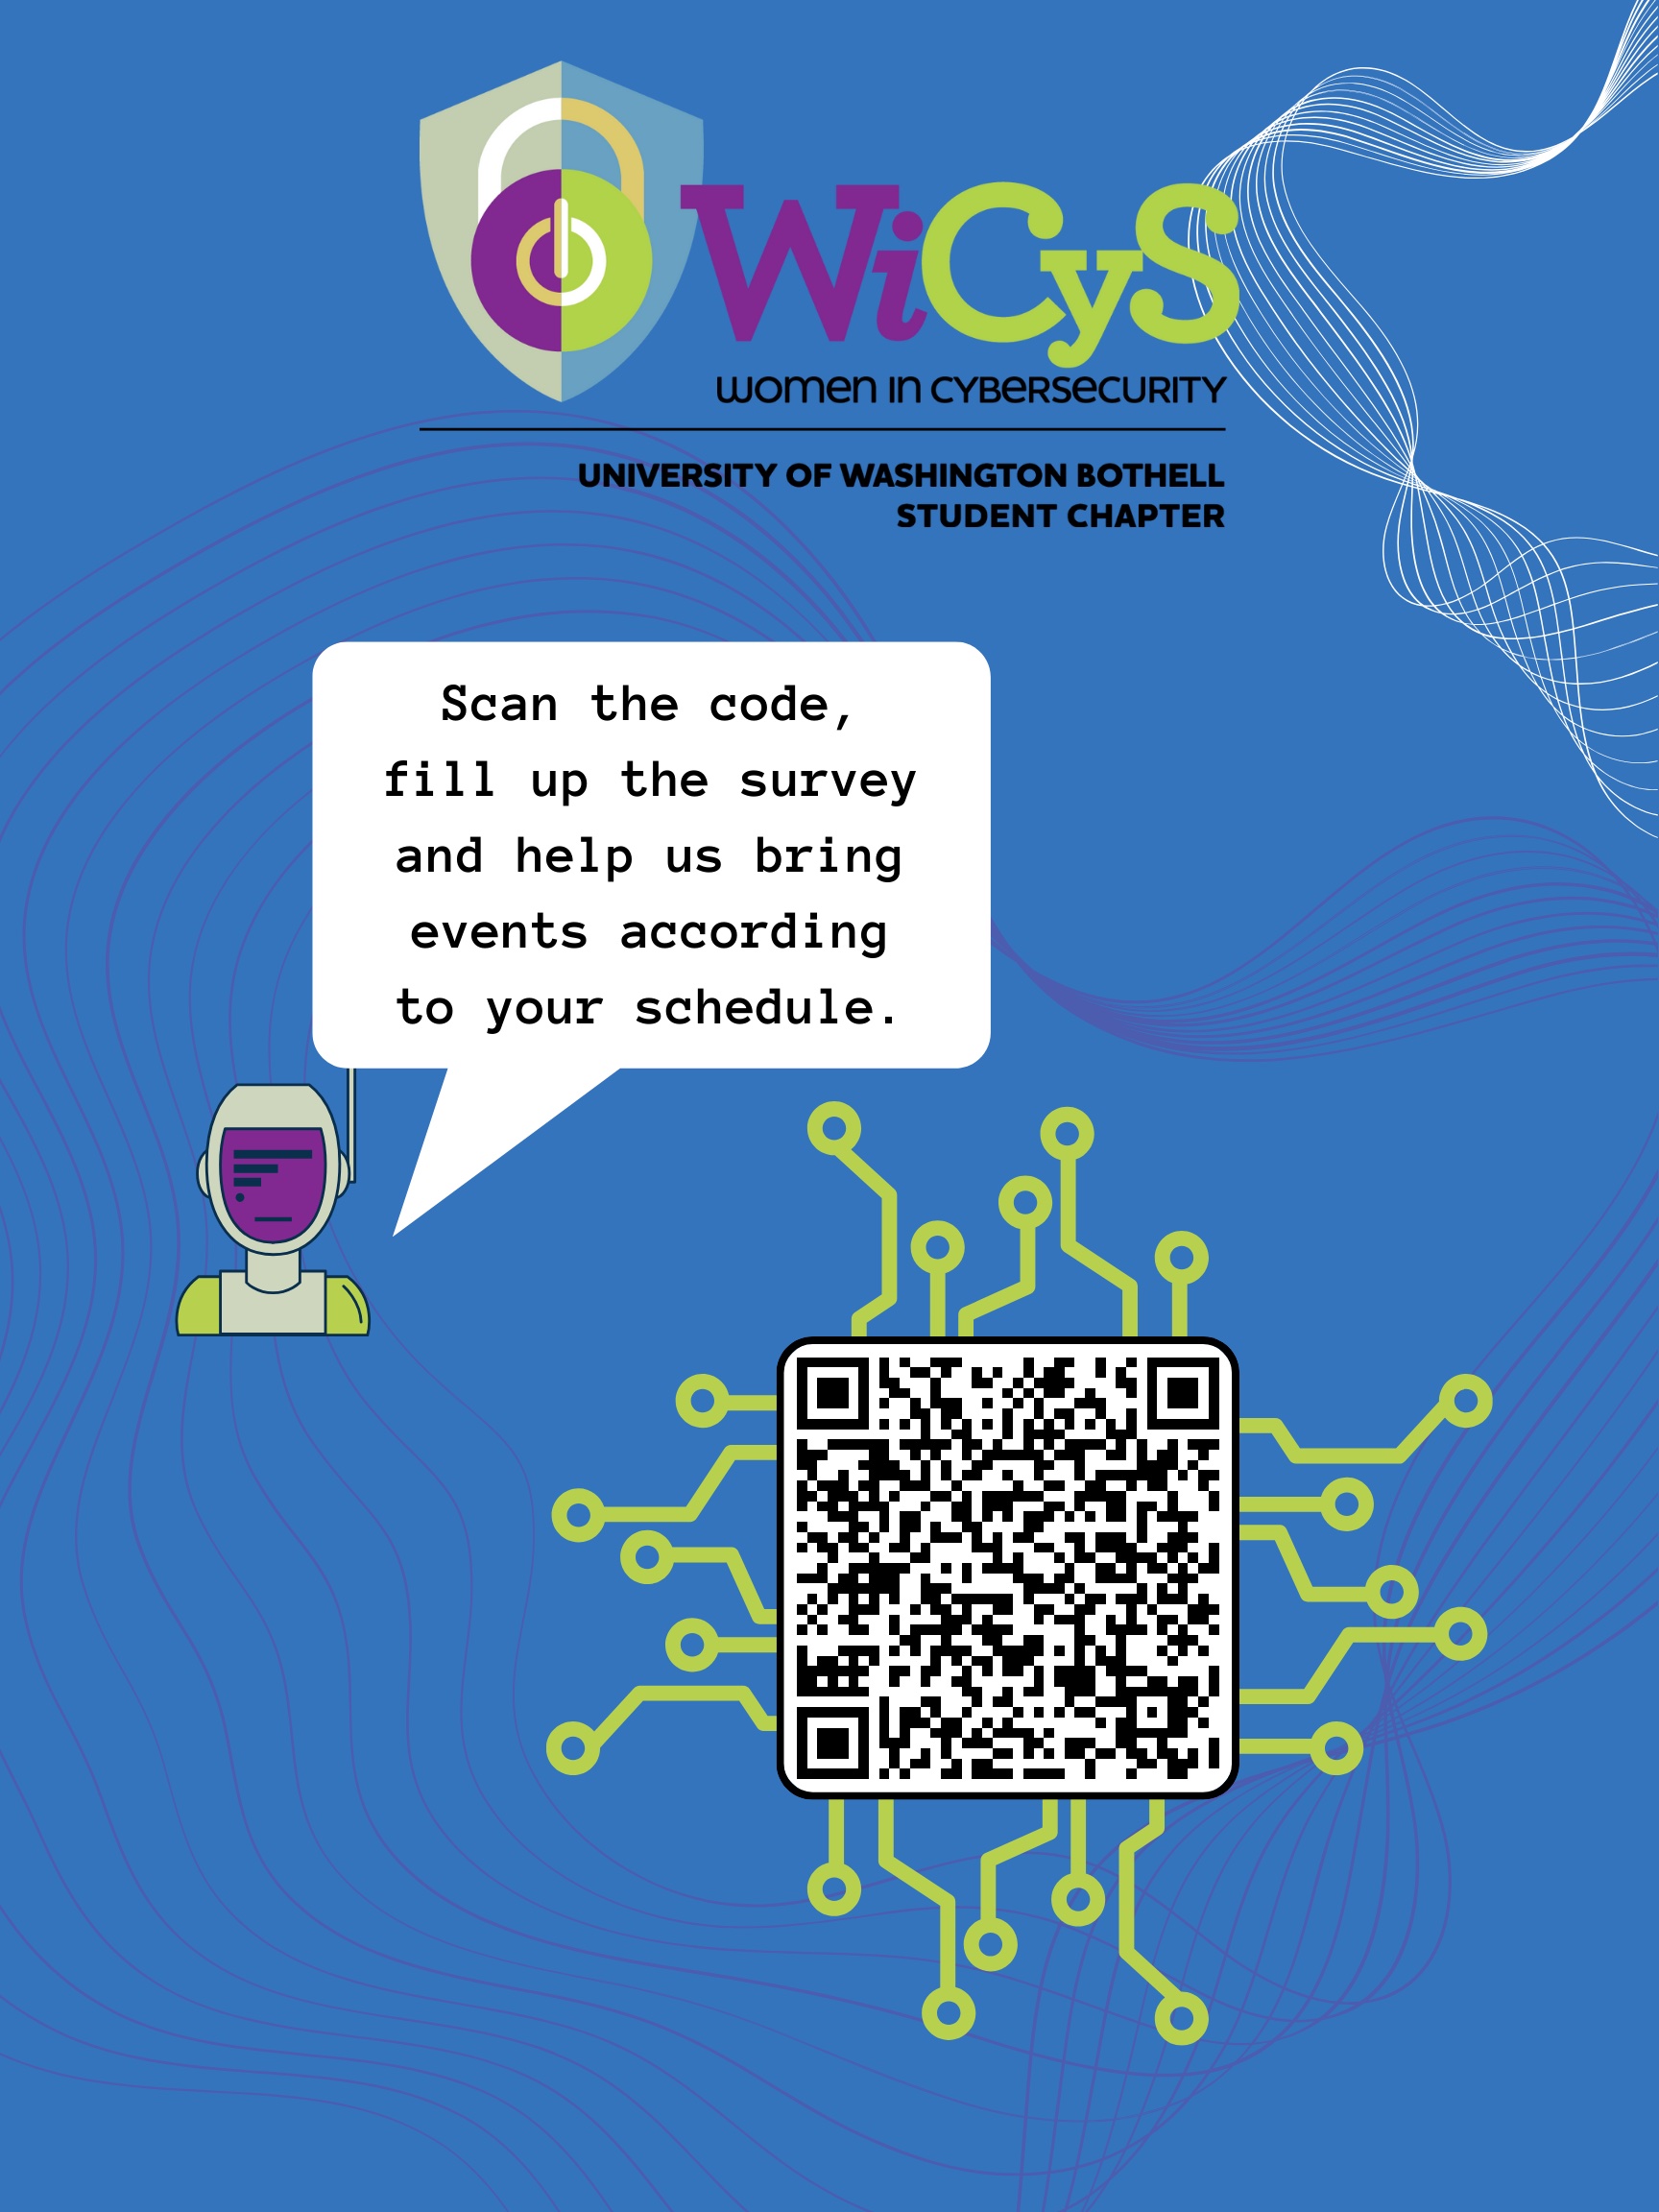 WiCyS
women in cybersecurity
UNIVERSITY OF WASHINGTON BOTHELL
STUDENT CHAPTER
Scan the code,
fill up the survey
and help us bring
events according
to your schedule.